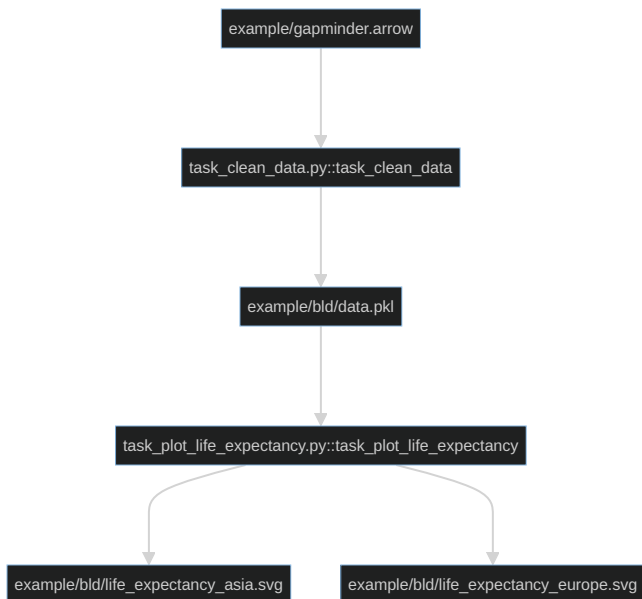 example/gapminder.arrow
task_clean_data.py::task_clean_data
example/bld/data.pkl
task_plot_life_expectancy.py::task_plot_life_expectancy
example/bld/life_expectancy_asia.svg
example/bld/life_expectancy_europe.svg